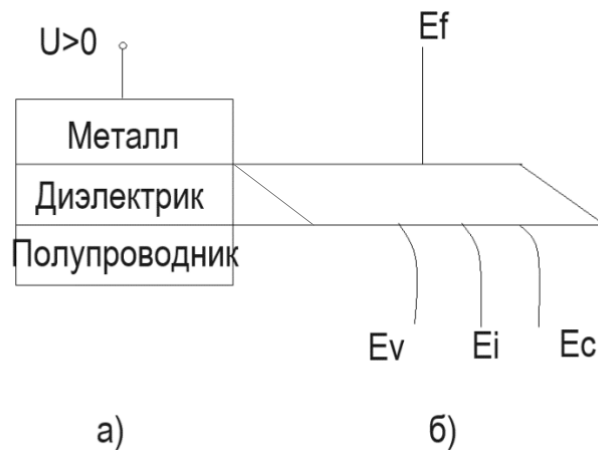 U>0
Ef
Металл
Диэлектрик
Полупроводник
Ev Ei Ec
а) б)